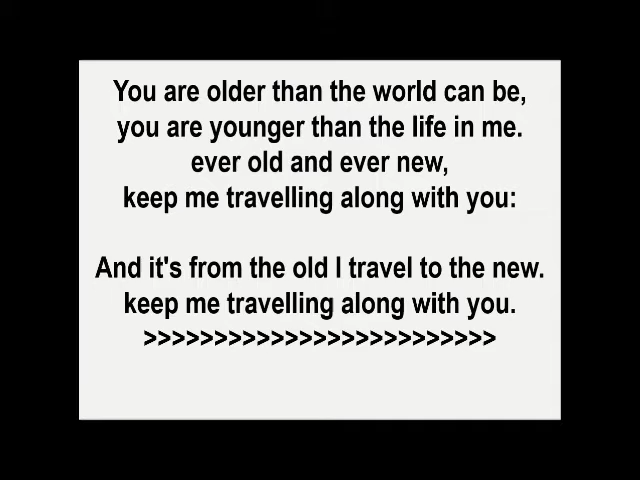 You are older than the world can be,
you are younger than the life in me.
ever old and ever new,
keep me travelling along with you:
And it's from the old I travel to the new.
keep me travelling along with you.
>>>>>>>>>>>>>>>>>>>>>>>>>